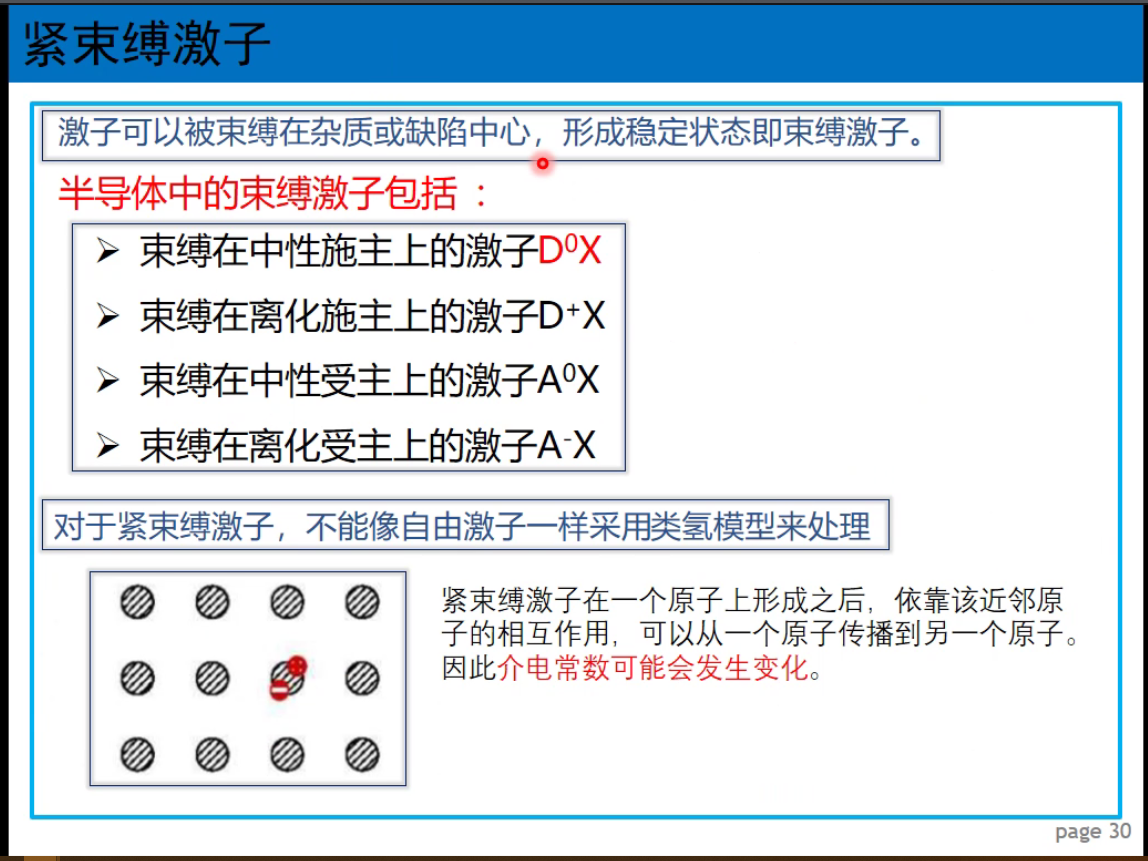 紧束缚激子
激子可以被束缚在杂质或缺陷中心，形成稳定状态即束缚激子。
半导体中的束缚激子包括：
➢ 束缚在中性施主上的激子D⁰X
➢ 束缚在离化施主上的激子D⁺X
➢ 束缚在中性受主上的激子A⁰X
➢ 束缚在离化受主上的激子A⁻X
对于紧束缚激子，不能像自由激子一样采用类氢模型来处理
紧束缚激子在一个原子上形成之后，依靠该近邻原
子的相互作用，可以从一个原子传播到另一个原子。
因此介电常数可能会发生变化。
page 30